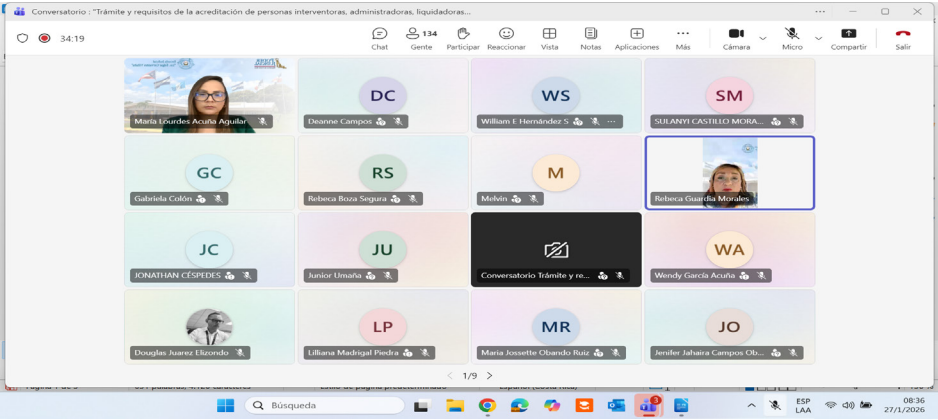 Conversatorio : "Trámite y requisitos de la acreditación de personas interventoras, administradoras, liquidadoras...
34:19
134
Chat Gente Participar Reaccionar Vista Notas Aplicaciones Más Cámara Micro Compartir Salir
María Lourdes Acuña Aguilar
DC
Deanne Campos
WS
William E Hernández S
SM
SULANYI CASTILLO MORA...
GC
Gabriela Colón
RS
Rebeca Boza Segura
M
Melvin
Rebeca Guardia Morales
JC
JONATHAN CÉSPEDES
JU
Junior Umaña
Conversatorio Trámite y re...
WA
Wendy García Acuña
Douglas Juarez Elizondo
LP
Lilliana Madrigal Piedra
MR
Maria Jossette Obando Ruiz
JO
Jenifer Jahaira Campos Ob...
1/9
Búsqueda
ESP
LAA
08:36
27/1/2026